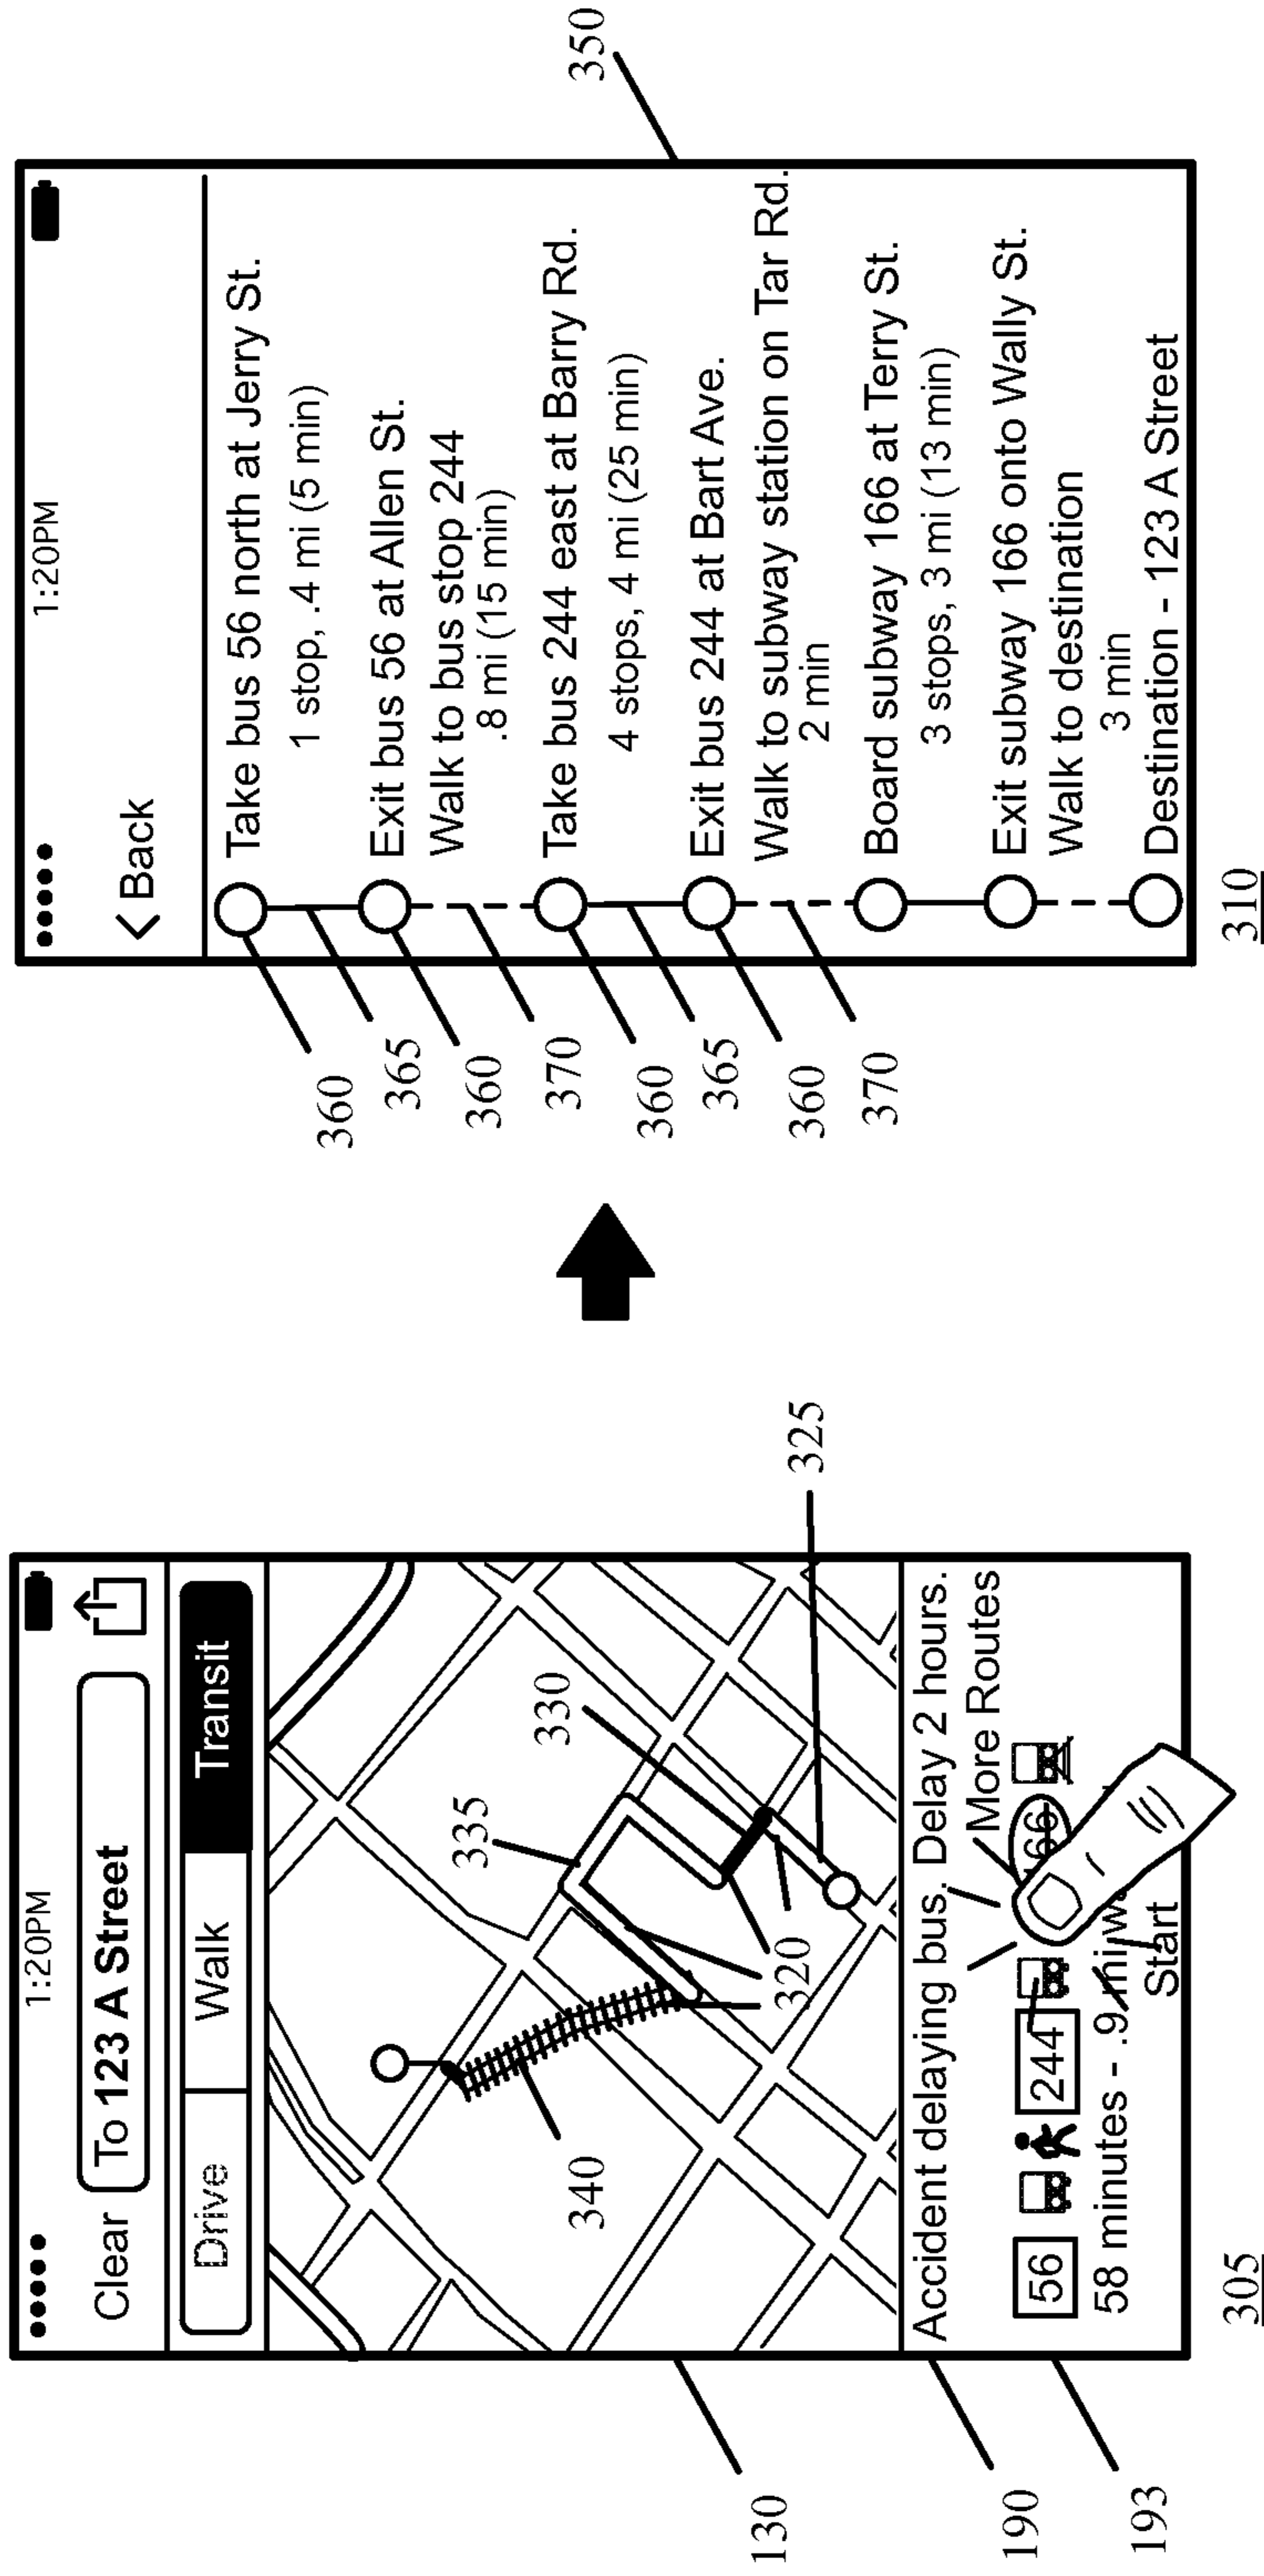 1:20PM
Clear
To 123 A Street
Drive
Walk
Transit
335
330
325
320
340
Accident delaying bus. Delay 2 hours.
More Routes
56
244
166
58 minutes - .9 mi
Start
130
190
193
305
1:20PM
Back
Take bus 56 north at Jerry St.
1 stop, .4 mi (5 min)
Exit bus 56 at Allen St.
Walk to bus stop 244
.8 mi (15 min)
Take bus 244 east at Barry Rd.
4 stops, 4 mi (25 min)
Exit bus 244 at Bart Ave.
Walk to subway station on Tar Rd.
2 min
Board subway 166 at Terry St.
3 stops, 3 mi (13 min)
Exit subway 166 onto Wally St.
Walk to destination
3 min
Destination - 123 A Street
350
360
365
360
370
360
365
360
370
310